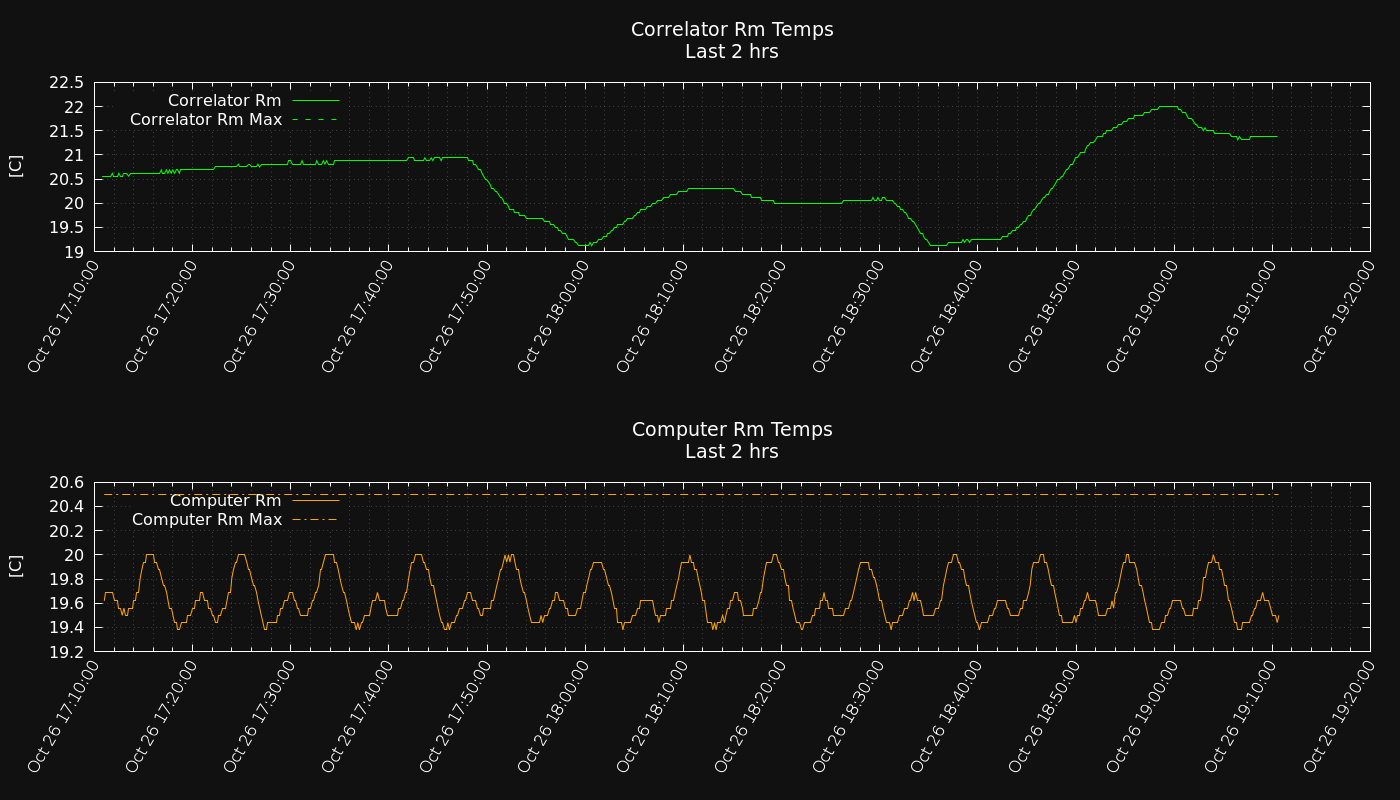 Correlator Rm Temps
Last 2 hrs
22.5
22
21.5
21
20.5
20
19.5
19
[C]
Correlator Rm
Correlator Rm Max
Oct 26 17:10:00
Oct 26 17:20:00
Oct 26 17:30:00
Oct 26 17:40:00
Oct 26 17:50:00
Oct 26 18:00:00
Oct 26 18:10:00
Oct 26 18:20:00
Oct 26 18:30:00
Oct 26 18:40:00
Oct 26 18:50:00
Oct 26 19:00:00
Oct 26 19:10:00
Oct 26 19:20:00
Computer Rm Temps
Last 2 hrs
20.6
20.4
20.2
20
19.8
19.6
19.4
19.2
[C]
Computer Rm
Computer Rm Max
Oct 26 17:10:00
Oct 26 17:20:00
Oct 26 17:30:00
Oct 26 17:40:00
Oct 26 17:50:00
Oct 26 18:00:00
Oct 26 18:10:00
Oct 26 18:20:00
Oct 26 18:30:00
Oct 26 18:40:00
Oct 26 18:50:00
Oct 26 19:00:00
Oct 26 19:10:00
Oct 26 19:20:00